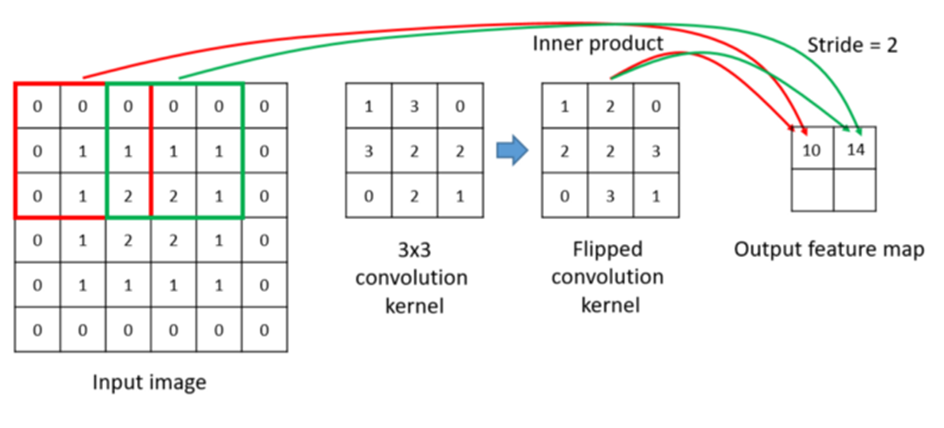 Inner product
Stride = 2
0 0 0 0 0 0
0 1 1 1 1 0
0 1 2 2 1 0
0 1 2 2 1 0
0 1 1 1 1 0
0 0 0 0 0 0
Input image
1 3 0
3 2 2
0 2 1
3x3
convolution
kernel
1 2 0
2 2 3
0 3 1
Flipped
convolution
kernel
10 14
Output feature map